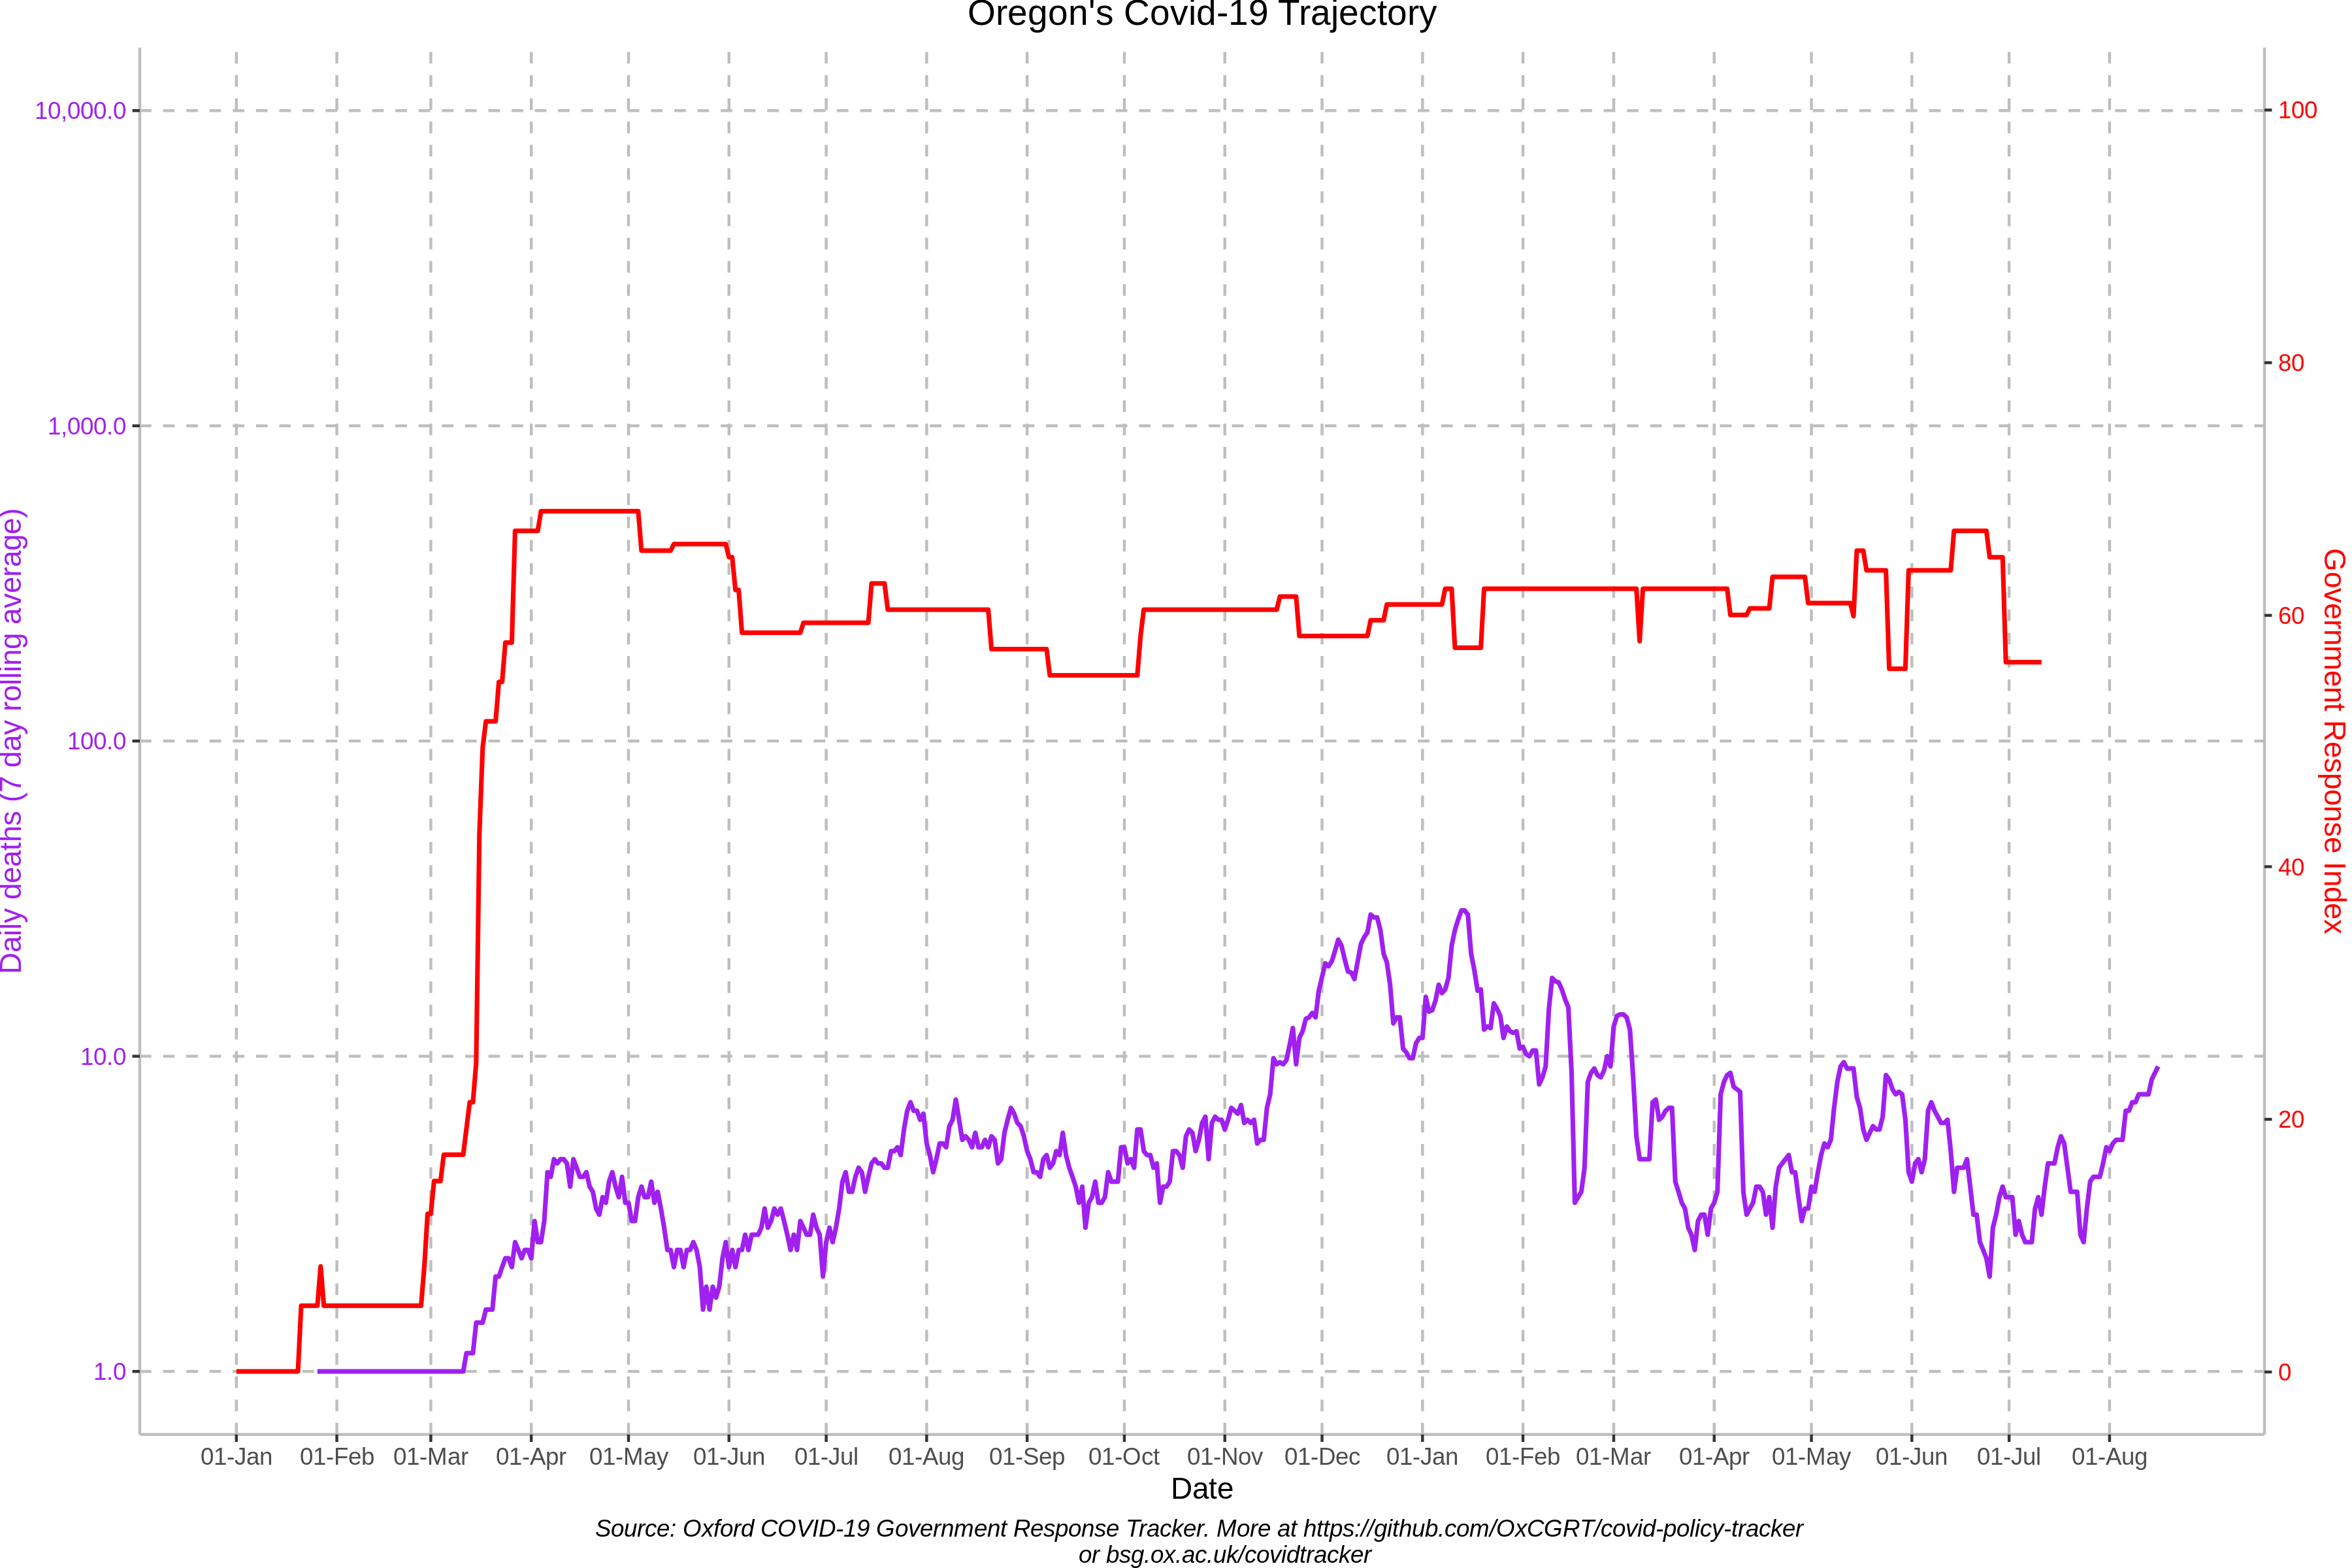 Oregon's Covid-19 Trajectory
10,000.0
1,000.0
100.0
10.0
1.0
Daily deaths (7 day rolling average)
100
80
60
40
20
0
Government Response Index
01-Jan 01-Feb 01-Mar 01-Apr 01-May 01-Jun 01-Jul 01-Aug 01-Sep 01-Oct 01-Nov 01-Dec 01-Jan 01-Feb 01-Mar 01-Apr 01-May 01-Jun 01-Jul 01-Aug
Date
Source: Oxford COVID-19 Government Response Tracker. More at https://github.com/OxCGRT/covid-policy-tracker
or bsg.ox.ac.uk/covidtracker